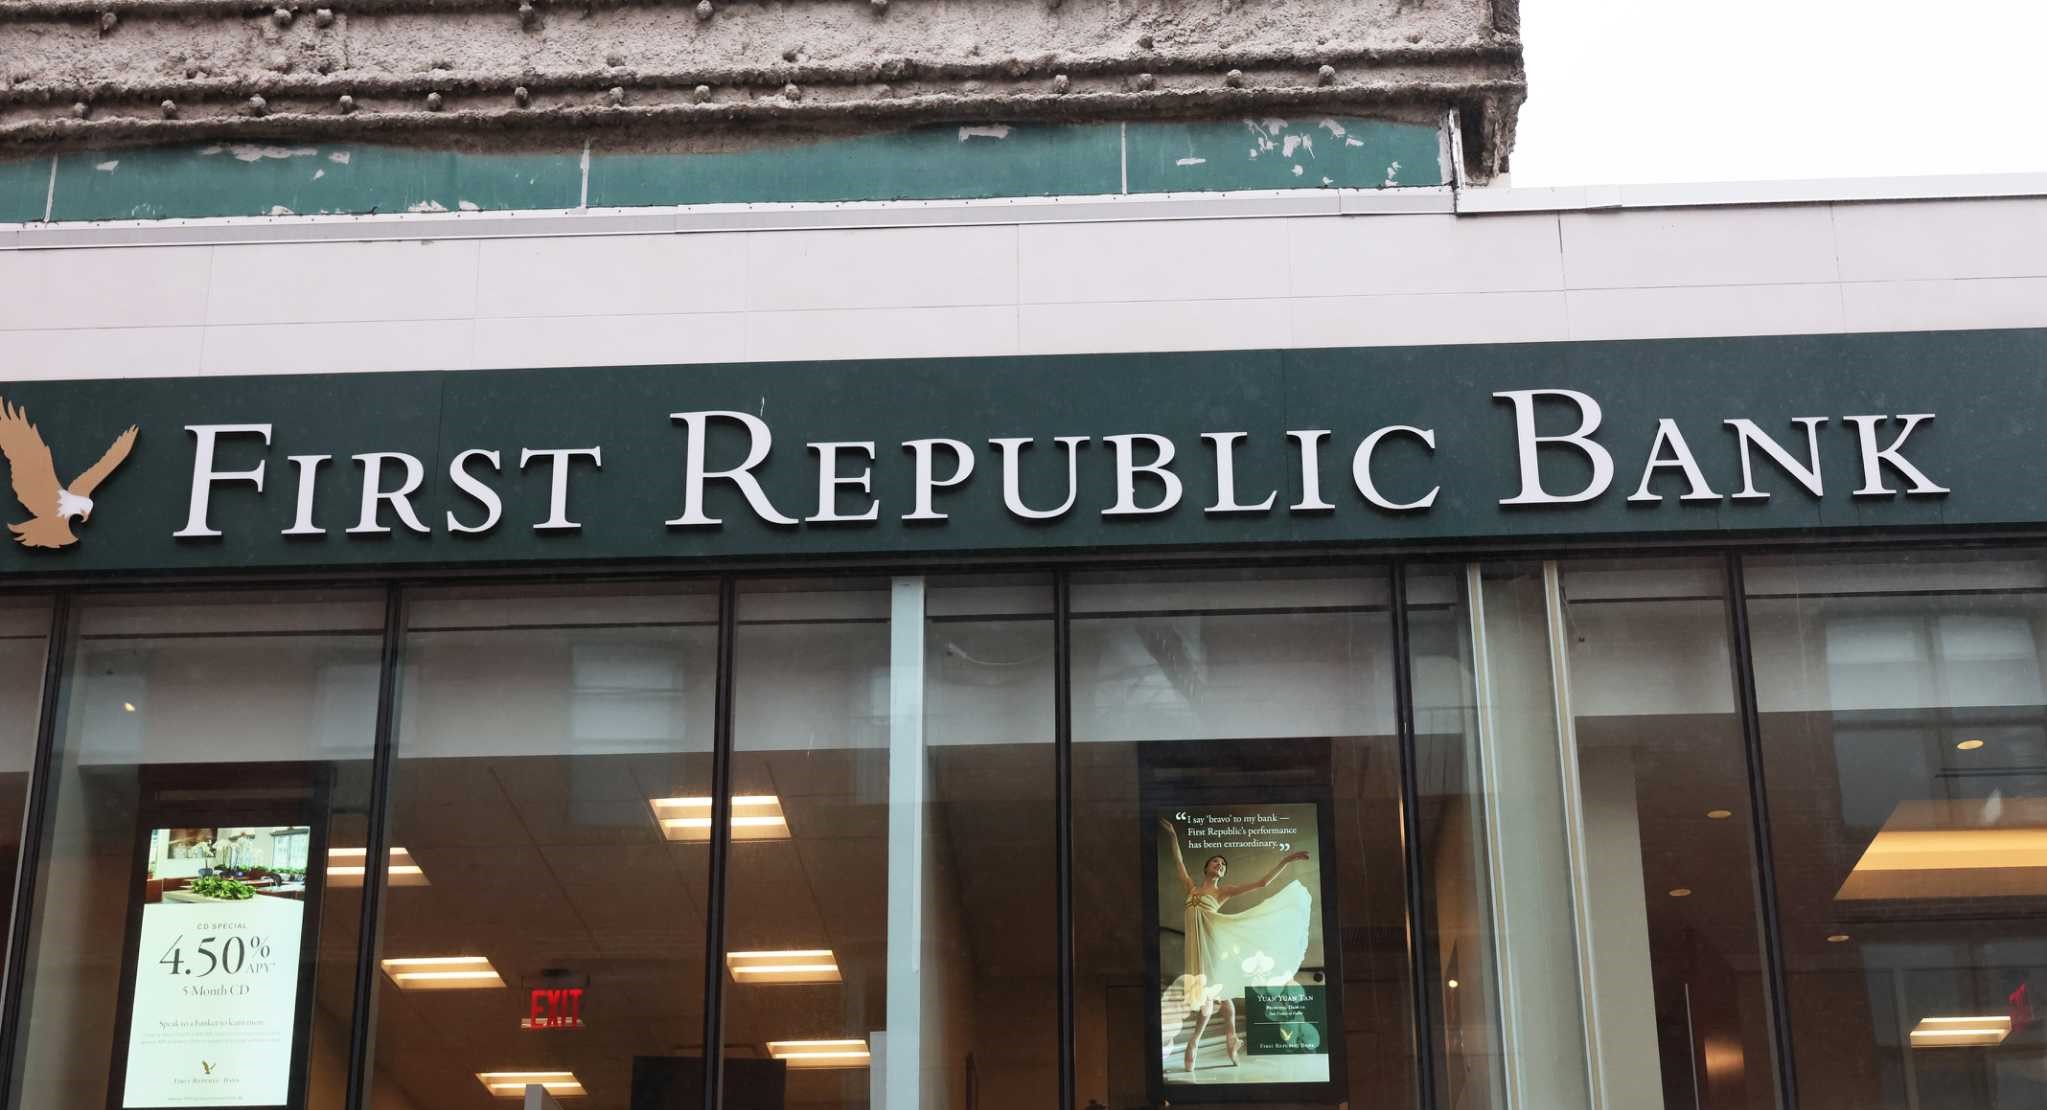 FIRST REPUBLIC BANK
CD SPECIAL
4.50%
APY
5 Month CD
Speak to a banker to learn more.
FIRST REPUBLIC BANK
EXIT
“I say ‘bravo’ to my bank —
First Republic's performance
has been extraordinary.”
YUAN YUAN TAN
FIRST REPUBLIC BANK